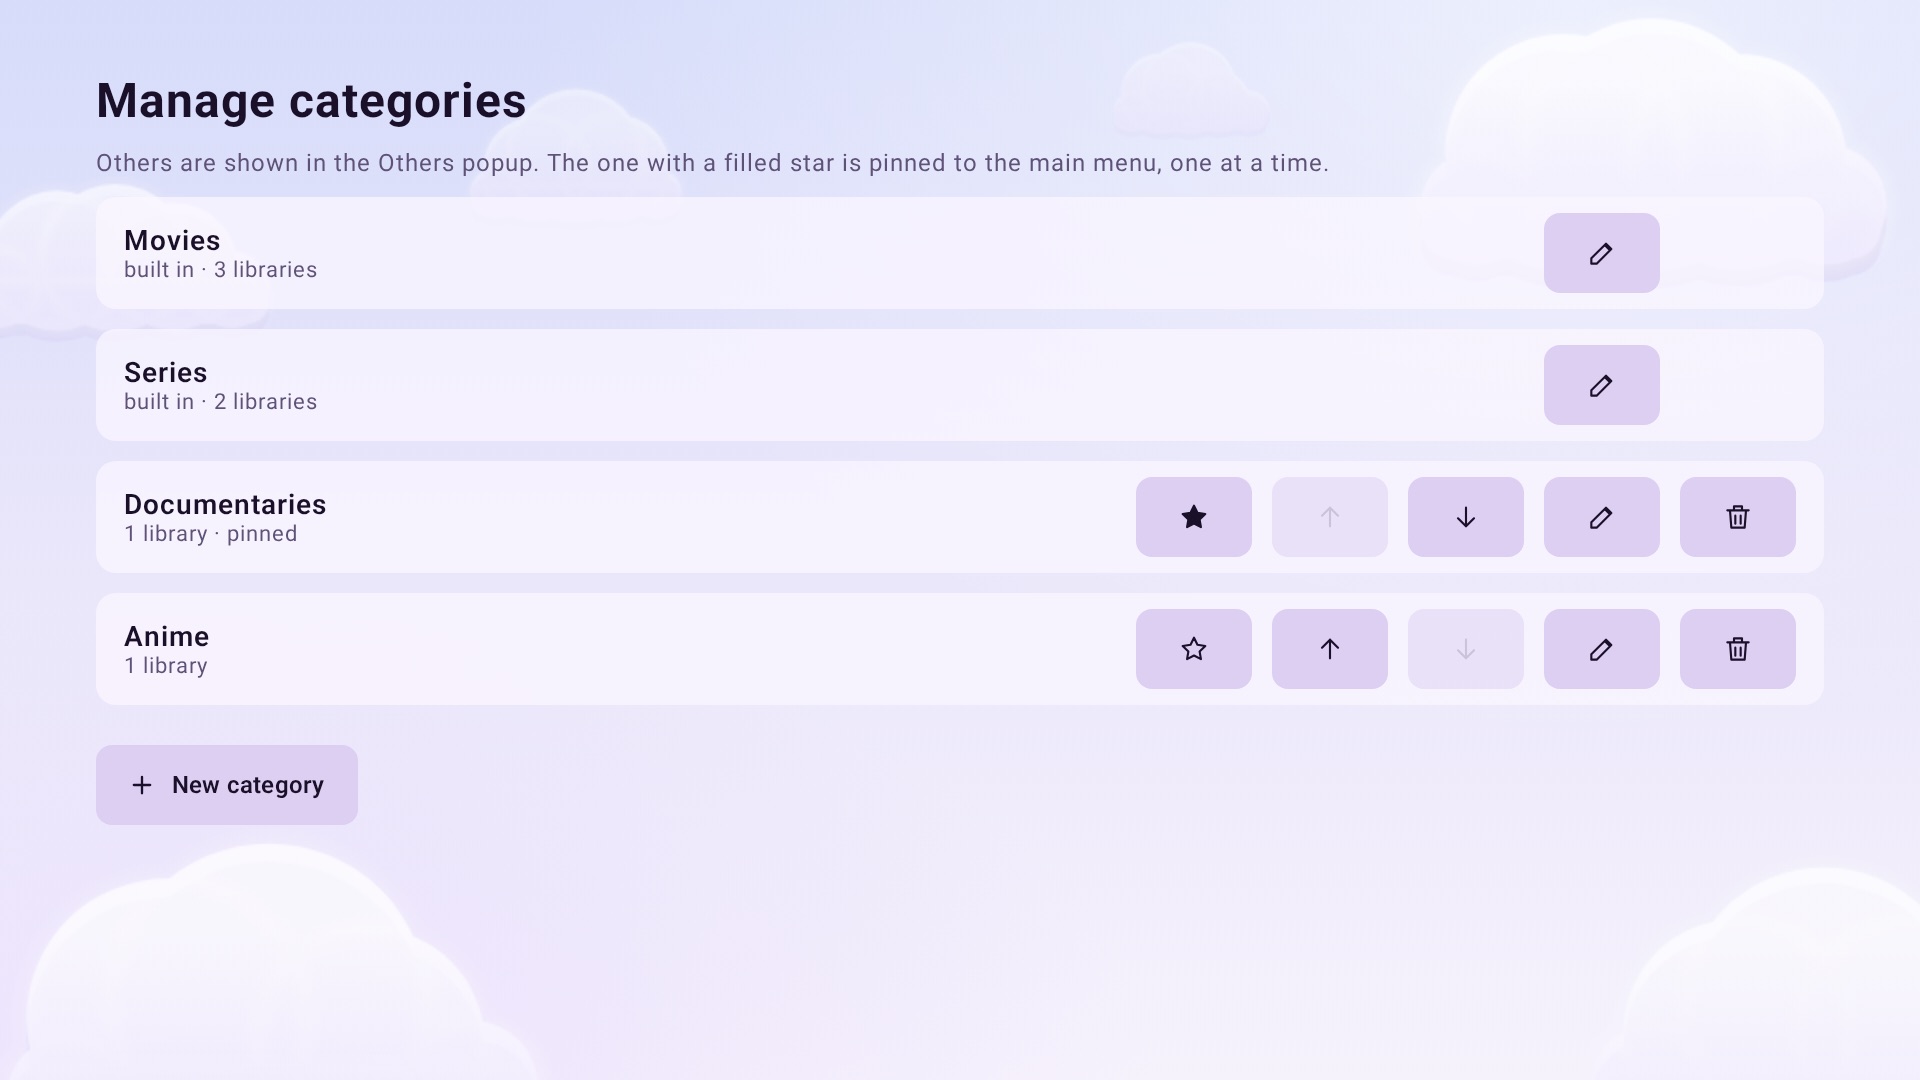 Manage categories
Others are shown in the Others popup. The one with a filled star is pinned to the main menu, one at a time.
Movies
built in · 3 libraries
Series
built in · 2 libraries
Documentaries
1 library · pinned
Anime
1 library
New category